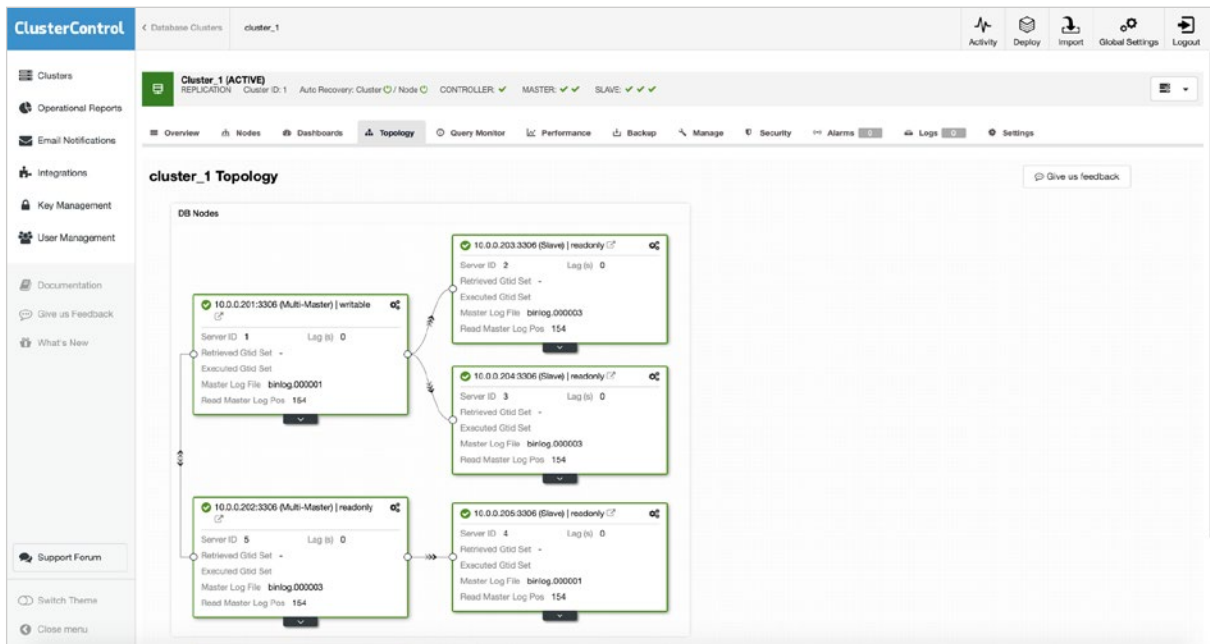 ClusterControl
< Database Clusters
cluster_1
Activity
Deploy
Import
Global Settings
Logout
Clusters
Operational Reports
Email Notifications
Integrations
Key Management
User Management
Documentation
Give us Feedback
What's New
Support Forum
Switch Theme
Close menu
Cluster_1 (ACTIVE)
REPLICATION Cluster ID: 1 Auto Recovery: Cluster / Node CONTROLLER: MASTER: SLAVE:
Overview Nodes Dashboards Topology Query Monitor Performance Backup Manage Security Alarms 0 Logs 0 Settings
cluster_1 Topology
Give us feedback
DB Nodes
10.0.0.201:3306 (Multi-Master) | writable
Server ID 1 Lag (s) 0
Retrieved Gtid Set -
Executed Gtid Set
Master Log File binlog.000001
Read Master Log Pos 154
10.0.0.203:3306 (Slave) | readonly
Server ID 2 Lag (s) 0
Retrieved Gtid Set -
Executed Gtid Set
Master Log File binlog.000003
Read Master Log Pos 154
10.0.0.204:3306 (Slave) | readonly
Server ID 3 Lag (s) 0
Retrieved Gtid Set -
Executed Gtid Set
Master Log File binlog.000003
Read Master Log Pos 154
10.0.0.202:3306 (Multi-Master) | readonly
Server ID 5 Lag (s) 0
Retrieved Gtid Set -
Executed Gtid Set
Master Log File binlog.000003
Read Master Log Pos 154
10.0.0.205:3306 (Slave) | readonly
Server ID 4 Lag (s) 0
Retrieved Gtid Set -
Executed Gtid Set
Master Log File binlog.000001
Read Master Log Pos 154